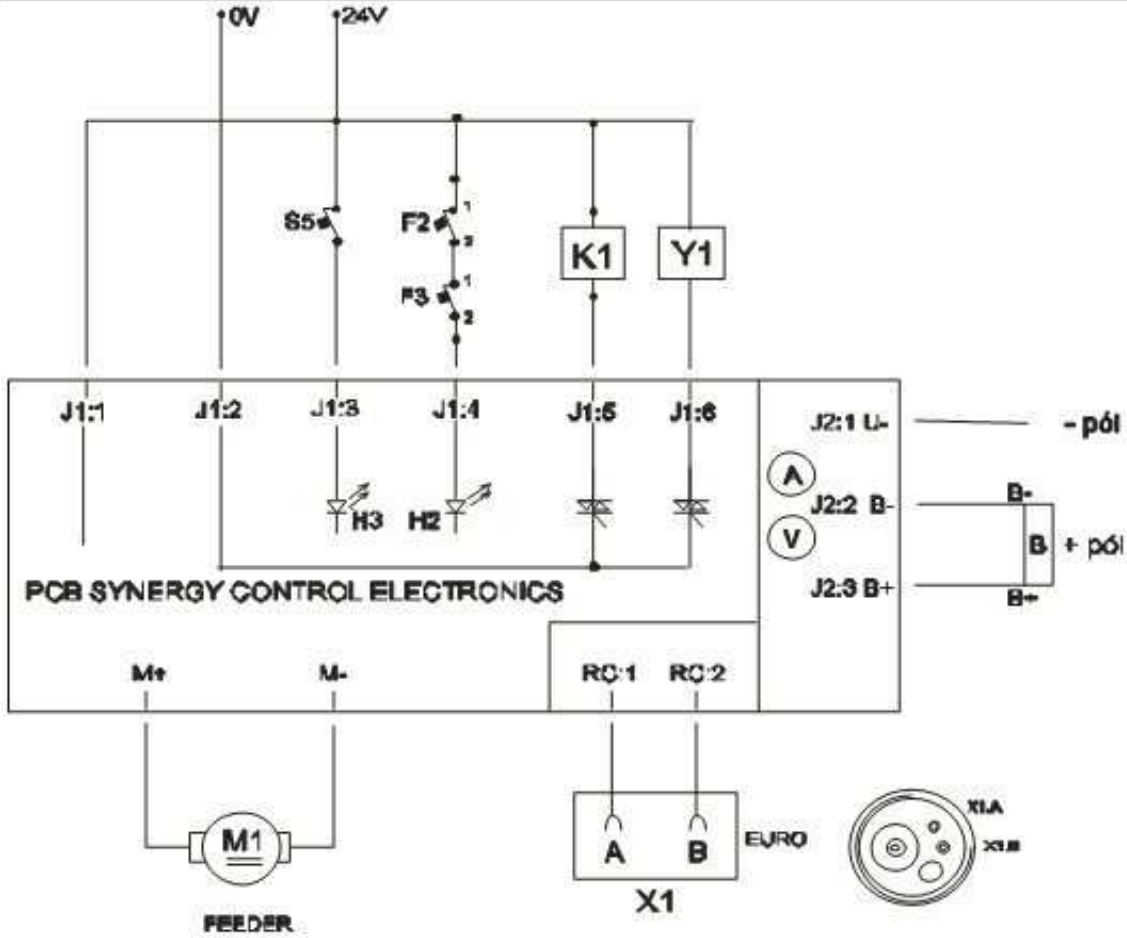 0V 24V
S5 F2 1 2 K1 Y1
F3 1 2
J1:1 J1:2 J1:3 J1:4 J1:5 J1:6
J2:1 U- - pól
A
H3 H2
J2:2 B- B-
V
B + pól
PCB SYNERGY CONTROL ELECTRONICS
J2:3 B+ B+
M+ M- RC:1 RC:2
M1
FEEDER
A B EURO
X1
X1.A
X1.B